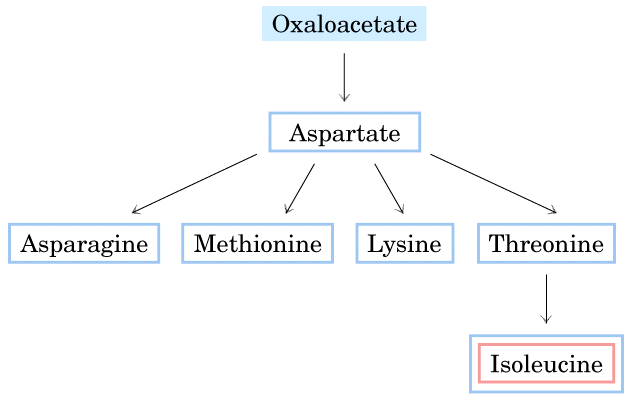 Oxaloacetate
Aspartate
Asparagine
Methionine
Lysine
Threonine
Isoleucine